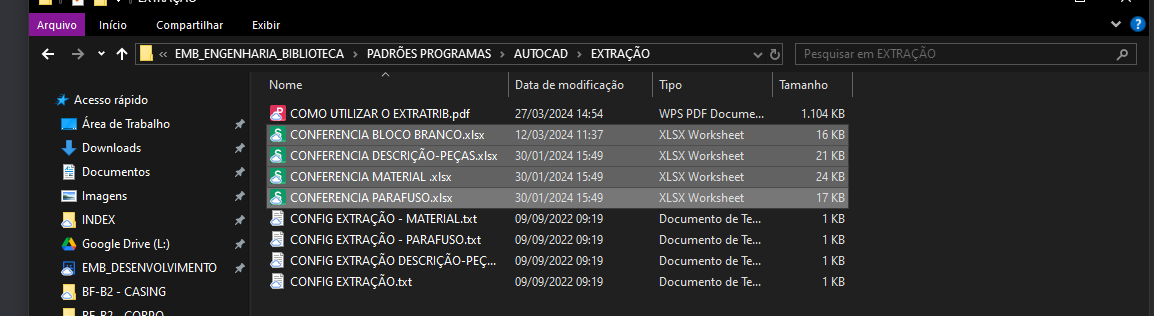 EXTRAÇÃO
Arquivo Início Compartilhar Exibir
« EMB_ENGENHARIA_BIBLIOTECA > PADRÕES PROGRAMAS > AUTOCAD > EXTRAÇÃO Pesquisar em EXTRAÇÃO
Nome Data de modificação Tipo Tamanho
Acesso rápido
Área de Trabalho
Downloads
Documentos
Imagens
INDEX
Google Drive (L:)
EMB_DESENVOLVIMENTO
BF-B2 - CASING
BF-B2 - CORPO
COMO UTILIZAR O EXTRATRIB.pdf 27/03/2024 14:54 WPS PDF Docume... 1.104 KB
CONFERENCIA BLOCO BRANCO.xlsx 12/03/2024 11:37 XLSX Worksheet 16 KB
CONFERENCIA DESCRIÇÃO-PEÇAS.xlsx 30/01/2024 15:49 XLSX Worksheet 21 KB
CONFERENCIA MATERIAL .xlsx 30/01/2024 15:49 XLSX Worksheet 24 KB
CONFERENCIA PARAFUSO.xlsx 30/01/2024 15:49 XLSX Worksheet 17 KB
CONFIG EXTRAÇÃO - MATERIAL.txt 09/09/2022 09:19 Documento de Te... 1 KB
CONFIG EXTRAÇÃO - PARAFUSO.txt 09/09/2022 09:19 Documento de Te... 1 KB
CONFIG EXTRAÇÃO DESCRIÇÃO-PEÇ... 09/09/2022 09:19 Documento de Te... 1 KB
CONFIG EXTRAÇÃO.txt 09/09/2022 09:19 Documento de Te... 1 KB